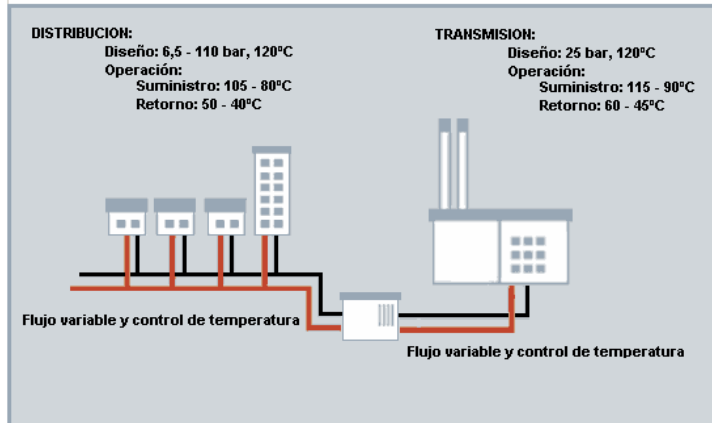 DISTRIBUCION:
Diseño: 6,5 - 110 bar, 120ºC
Operación:
Suministro: 105 - 80ºC
Retorno: 50 - 40ºC
TRANSMISION:
Diseño: 25 bar, 120ºC
Operación:
Suministro: 115 - 90ºC
Retorno: 60 - 45ºC
Flujo variable y control de temperatura
Flujo variable y control de temperatura